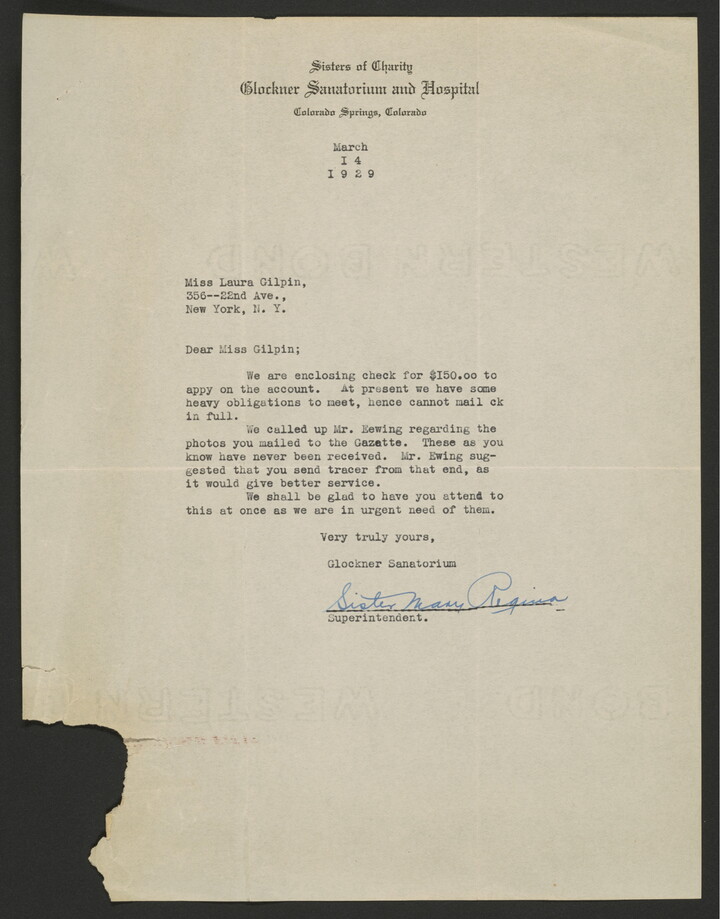 Sisters of Charity
Glockner Sanatorium and Hospital
Colorado Springs, Colorado
March
I 4
I 9 2 9
WESTERN BOND W
Miss Laura Gilpin,
356--22nd Ave.,
New York, N. Y.
Dear Miss Gilpin;
We are enclosing check for $I50.oo to
appy on the account. At present we have some
heavy obligations to meet, hence cannot mail ck
in full.
We called up Mr. Eewing regarding the
photos you mailed to the Gazatte. These as you
know have never been received. Mr. Ewing sug-
gested that you send tracer from that end, as
it would give better service.
We shall be glad to have you attend to
this at once as we are in urgent need of them.
Very truly yours,
Glockner Sanatorium
Sister Mary Regina
Superintendent.
BOND WESTERN